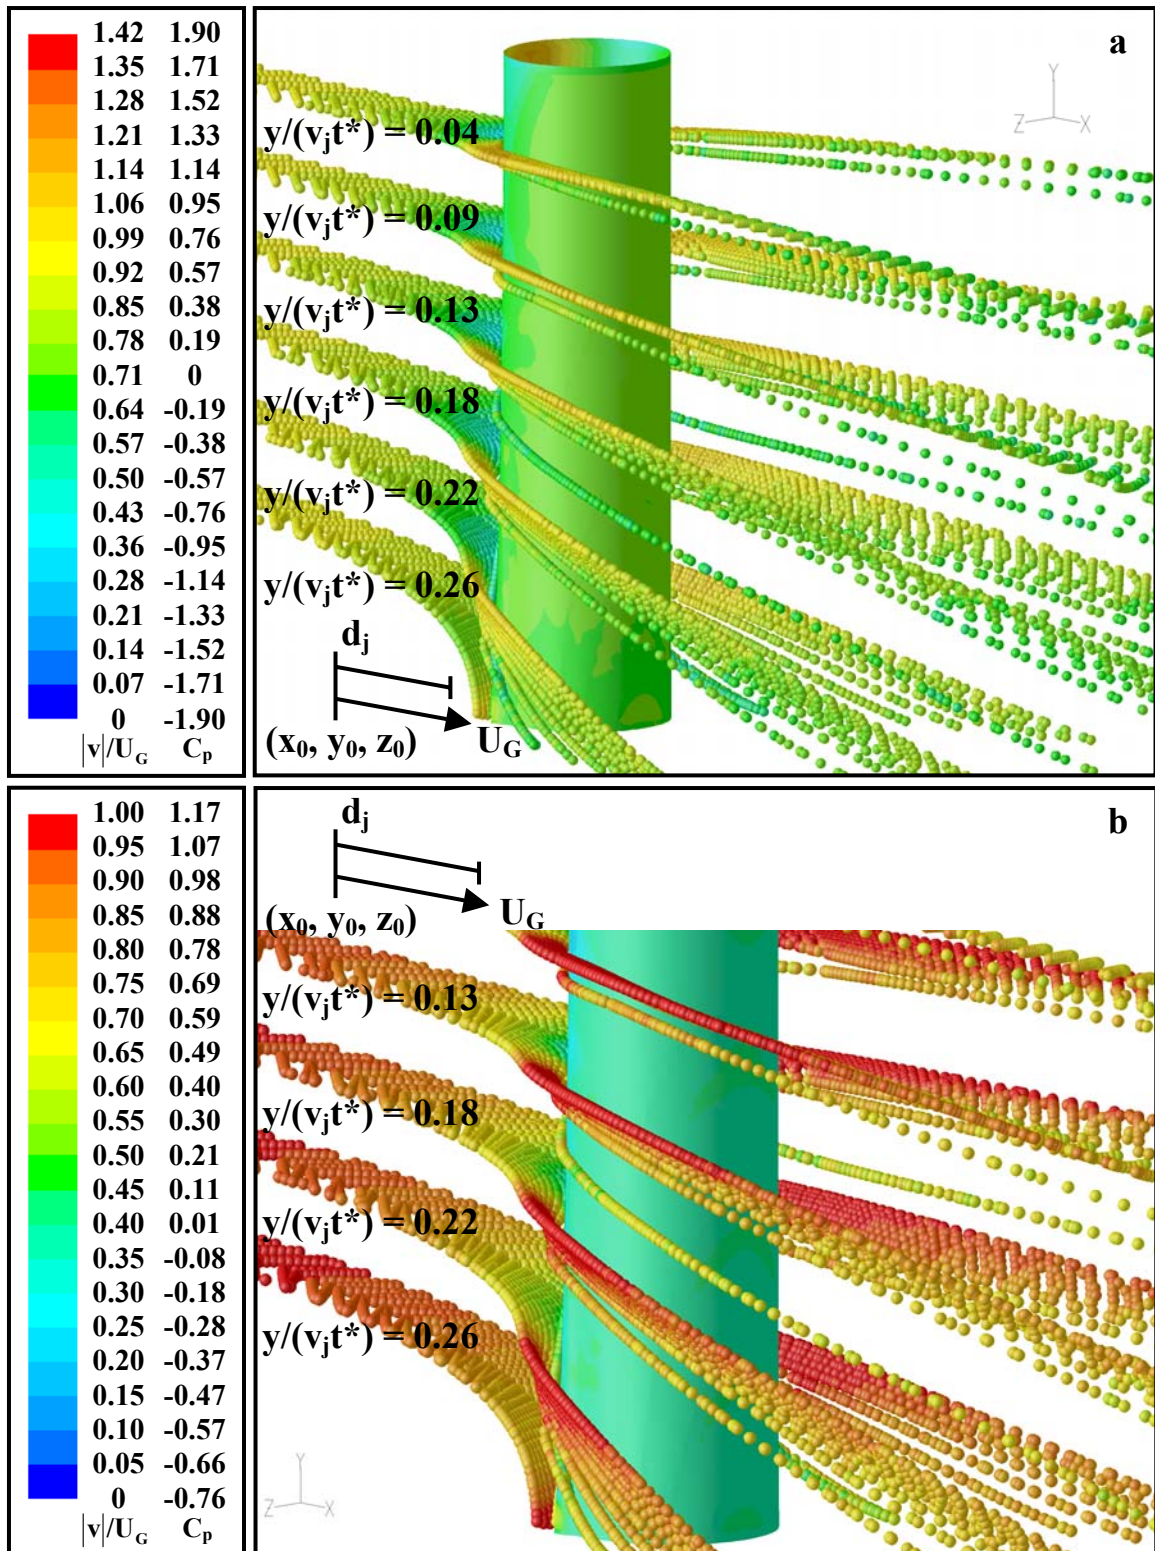 1.42 1.90
1.35 1.71
1.28 1.52
1.21 1.33
1.14 1.14
1.06 0.95
0.99 0.76
0.92 0.57
0.85 0.38
0.78 0.19
0.71 0
0.64 -0.19
0.57 -0.38
0.50 -0.57
0.43 -0.76
0.36 -0.95
0.28 -1.14
0.21 -1.33
0.14 -1.52
0.07 -1.71
0 -1.90
|v|/U_G C_p
a
Y
Z X
y/(v_jt*) = 0.04
y/(v_jt*) = 0.09
y/(v_jt*) = 0.13
y/(v_jt*) = 0.18
y/(v_jt*) = 0.22
y/(v_jt*) = 0.26
d_j
(x_0, y_0, z_0) U_G
1.00 1.17
0.95 1.07
0.90 0.98
0.85 0.88
0.80 0.78
0.75 0.69
0.70 0.59
0.65 0.49
0.60 0.40
0.55 0.30
0.50 0.21
0.45 0.11
0.40 0.01
0.35 -0.08
0.30 -0.18
0.25 -0.28
0.20 -0.37
0.15 -0.47
0.10 -0.57
0.05 -0.66
0 -0.76
|v|/U_G C_p
d_j
b
(x_0, y_0, z_0) U_G
y/(v_jt*) = 0.13
y/(v_jt*) = 0.18
y/(v_jt*) = 0.22
y/(v_jt*) = 0.26
Y
Z X